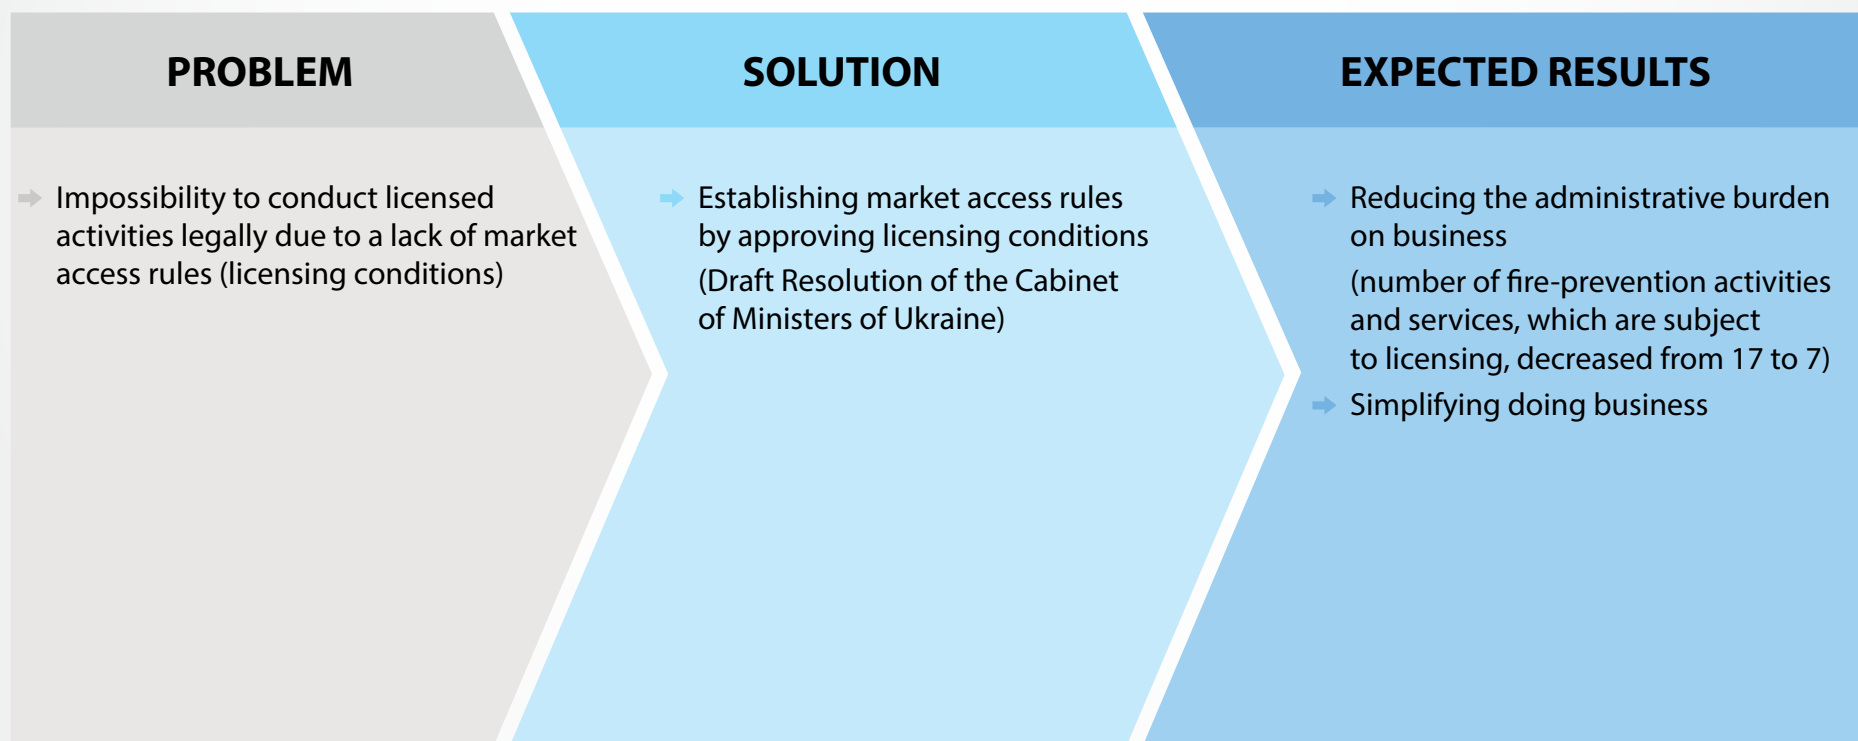 PROBLEM
Impossibility to conduct licensed
activities legally due to a lack of market
access rules (licensing conditions)
SOLUTION
Establishing market access rules
by approving licensing conditions
(Draft Resolution of the Cabinet
of Ministers of Ukraine)
EXPECTED RESULTS
Reducing the administrative burden
on business
(number of fire-prevention activities
and services, which are subject
to licensing, decreased from 17 to 7)
Simplifying doing business